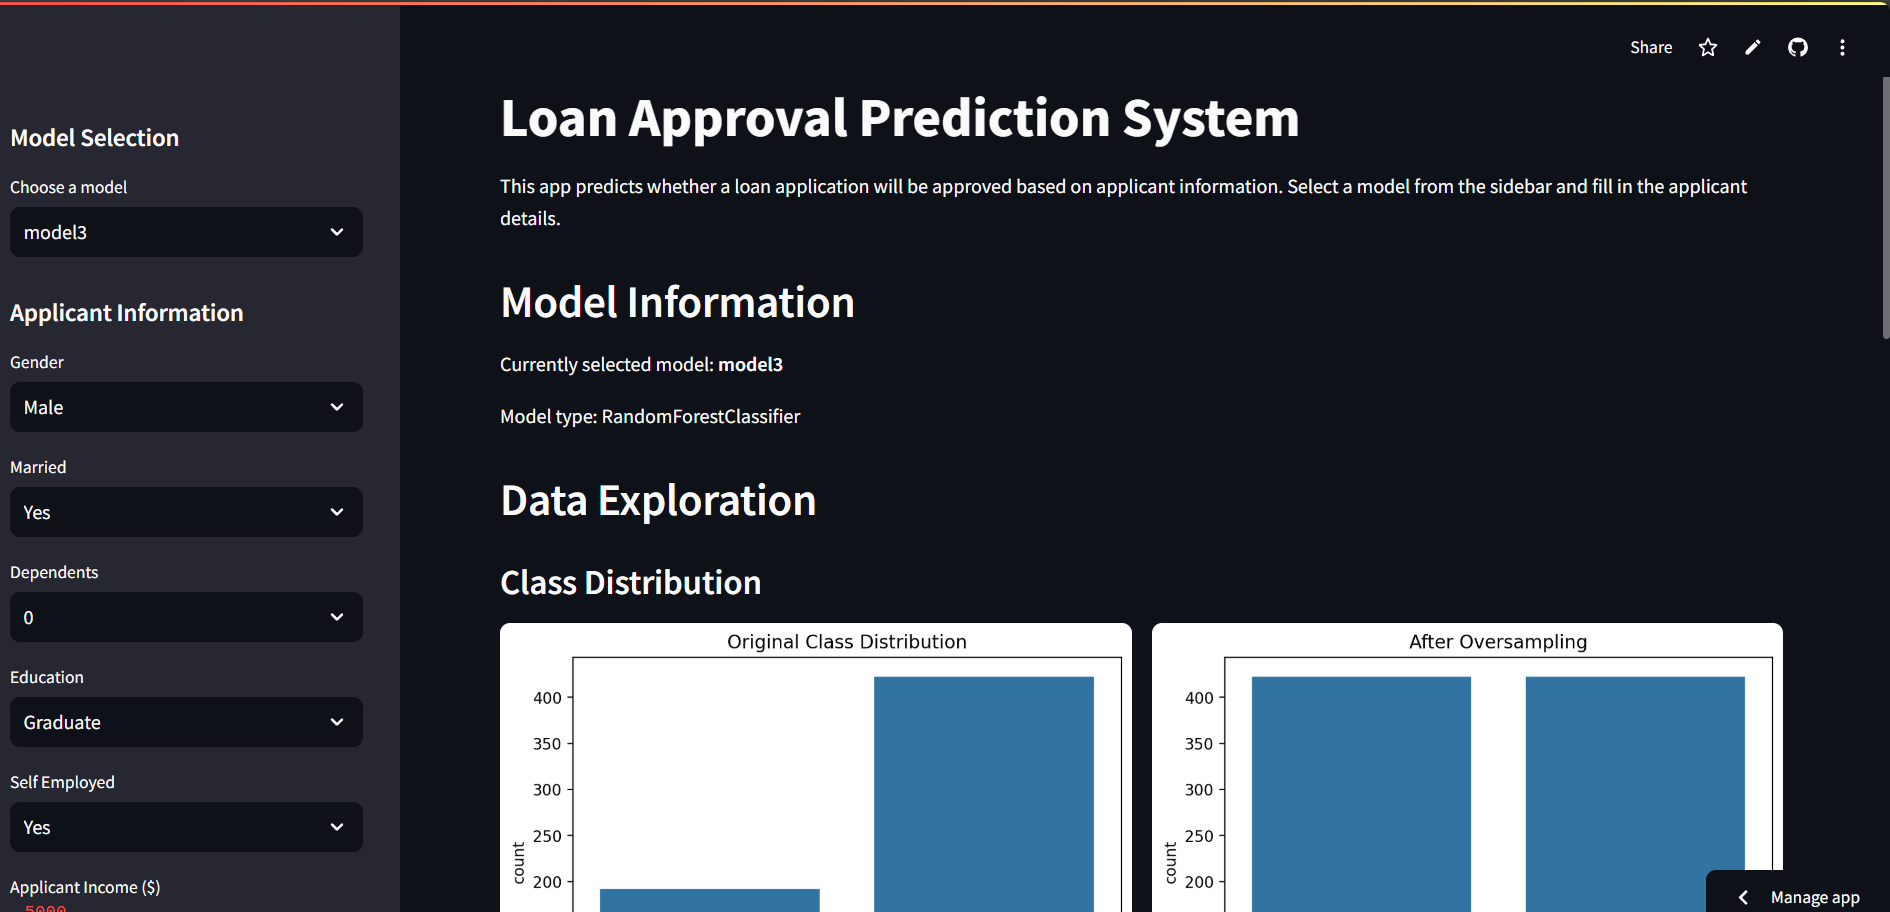 Share
Model Selection
Choose a model
model3
Applicant Information
Gender
Male
Married
Yes
Dependents
0
Education
Graduate
Self Employed
Yes
Applicant Income ($)
5000
Loan Approval Prediction System
This app predicts whether a loan application will be approved based on applicant information. Select a model from the sidebar and fill in the applicant
details.
Model Information
Currently selected model: model3
Model type: RandomForestClassifier
Data Exploration
Class Distribution
Original Class Distribution
400
350
300
250
200
count
After Oversampling
400
350
300
250
200
count
Manage app